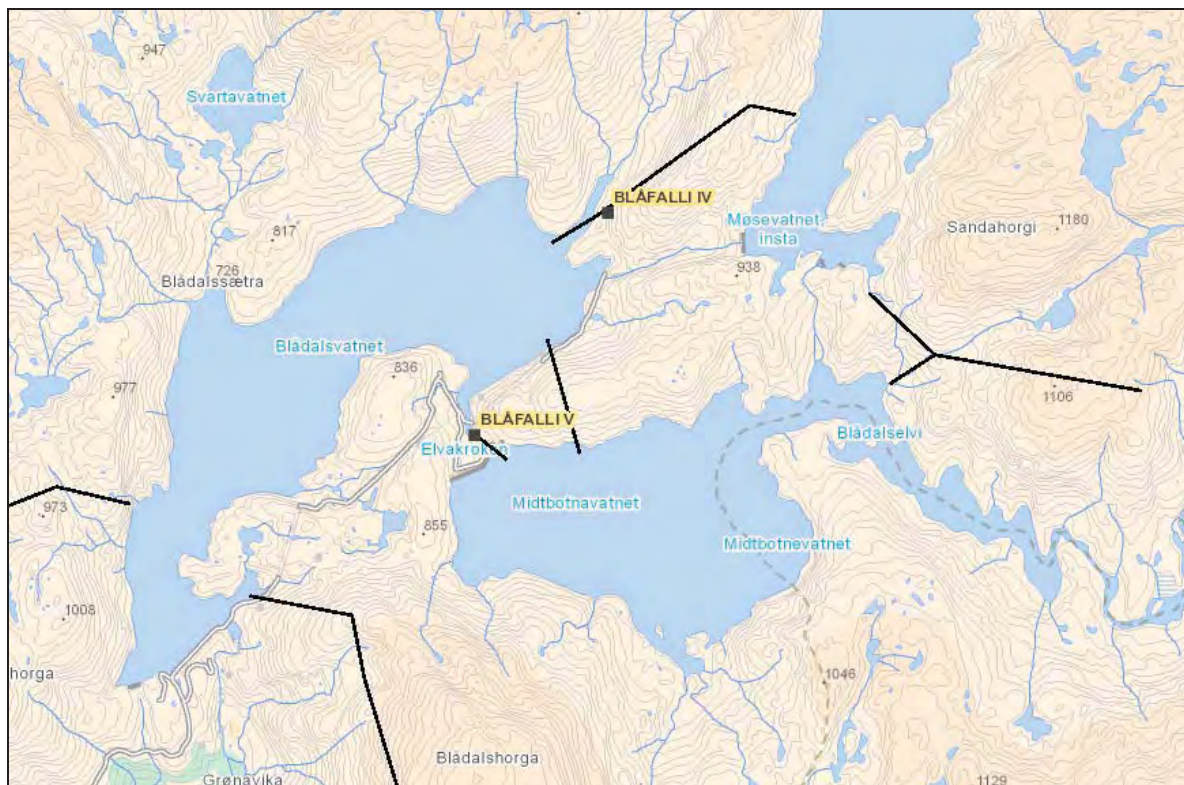 947
Svartavatnet
BLÅFALLI IV
Møsevatnet,
insta
Sandahorgi
1180
817
726
Blådalssætra
938
Blådalsvatnet
836
977
1106
BLÅFALLI V
Elvakroken
Blådalselvi
973
Midtbotnavatnet
855
Midtbotnevatnet
1008
horga
1046
Blådalshorga
Grønavika
1129